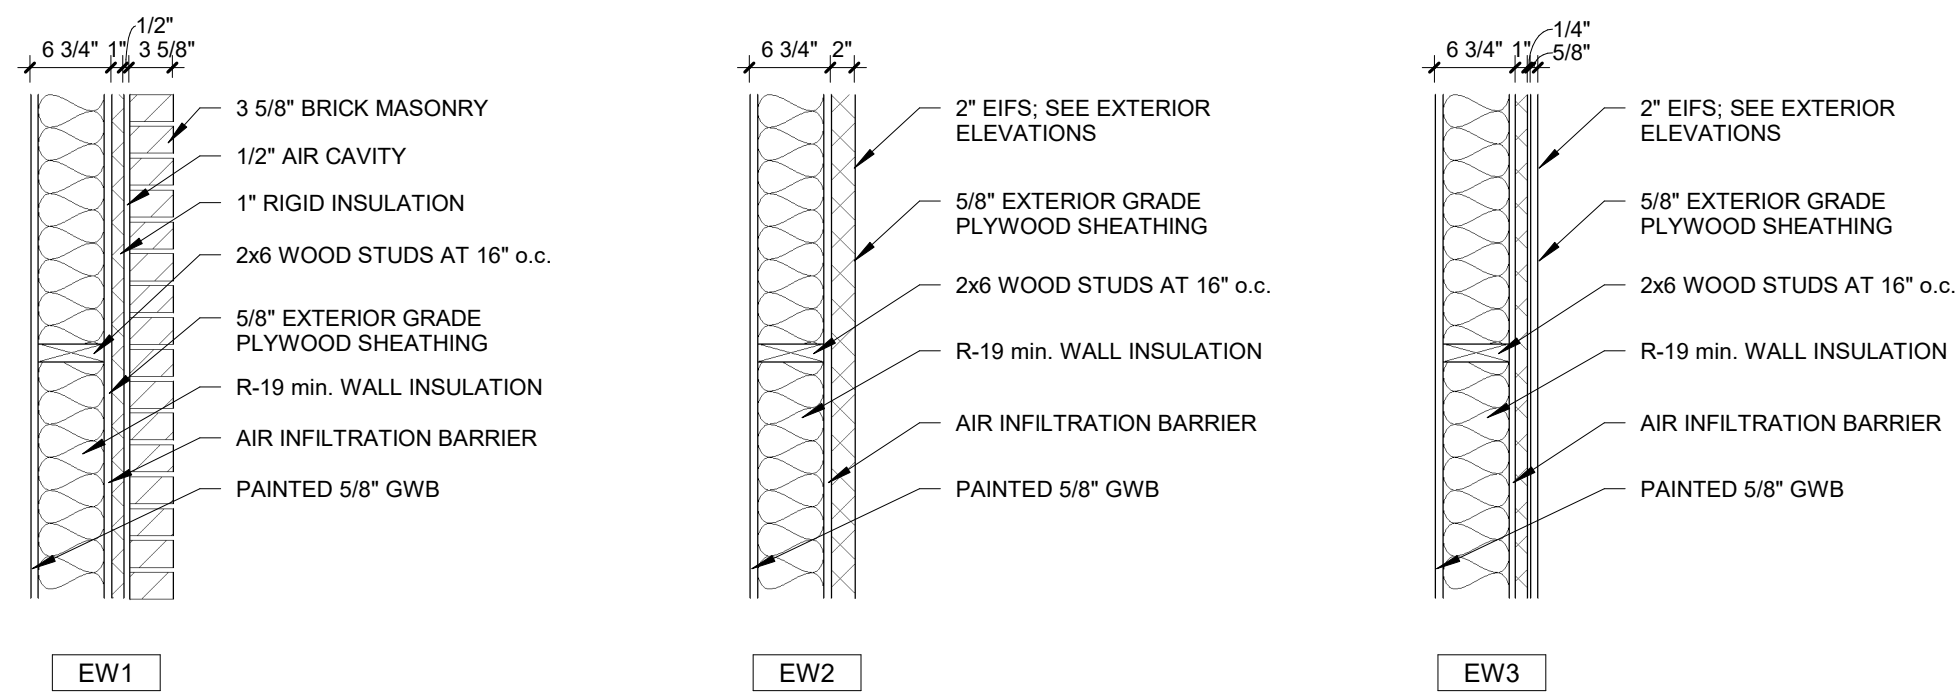 1/2"
6 3/4" 1" 3 5/8"
3 5/8" BRICK MASONRY
1/2" AIR CAVITY
1" RIGID INSULATION
2x6 WOOD STUDS AT 16" o.c.
5/8" EXTERIOR GRADE
PLYWOOD SHEATHING
R-19 min. WALL INSULATION
AIR INFILTRATION BARRIER
PAINTED 5/8" GWB
EW1
6 3/4" 2"
2" EIFS; SEE EXTERIOR
ELEVATIONS
5/8" EXTERIOR GRADE
PLYWOOD SHEATHING
2x6 WOOD STUDS AT 16" o.c.
R-19 min. WALL INSULATION
AIR INFILTRATION BARRIER
PAINTED 5/8" GWB
EW2
1/4"
6 3/4" 1" 5/8"
2" EIFS; SEE EXTERIOR
ELEVATIONS
5/8" EXTERIOR GRADE
PLYWOOD SHEATHING
2x6 WOOD STUDS AT 16" o.c.
R-19 min. WALL INSULATION
AIR INFILTRATION BARRIER
PAINTED 5/8" GWB
EW3